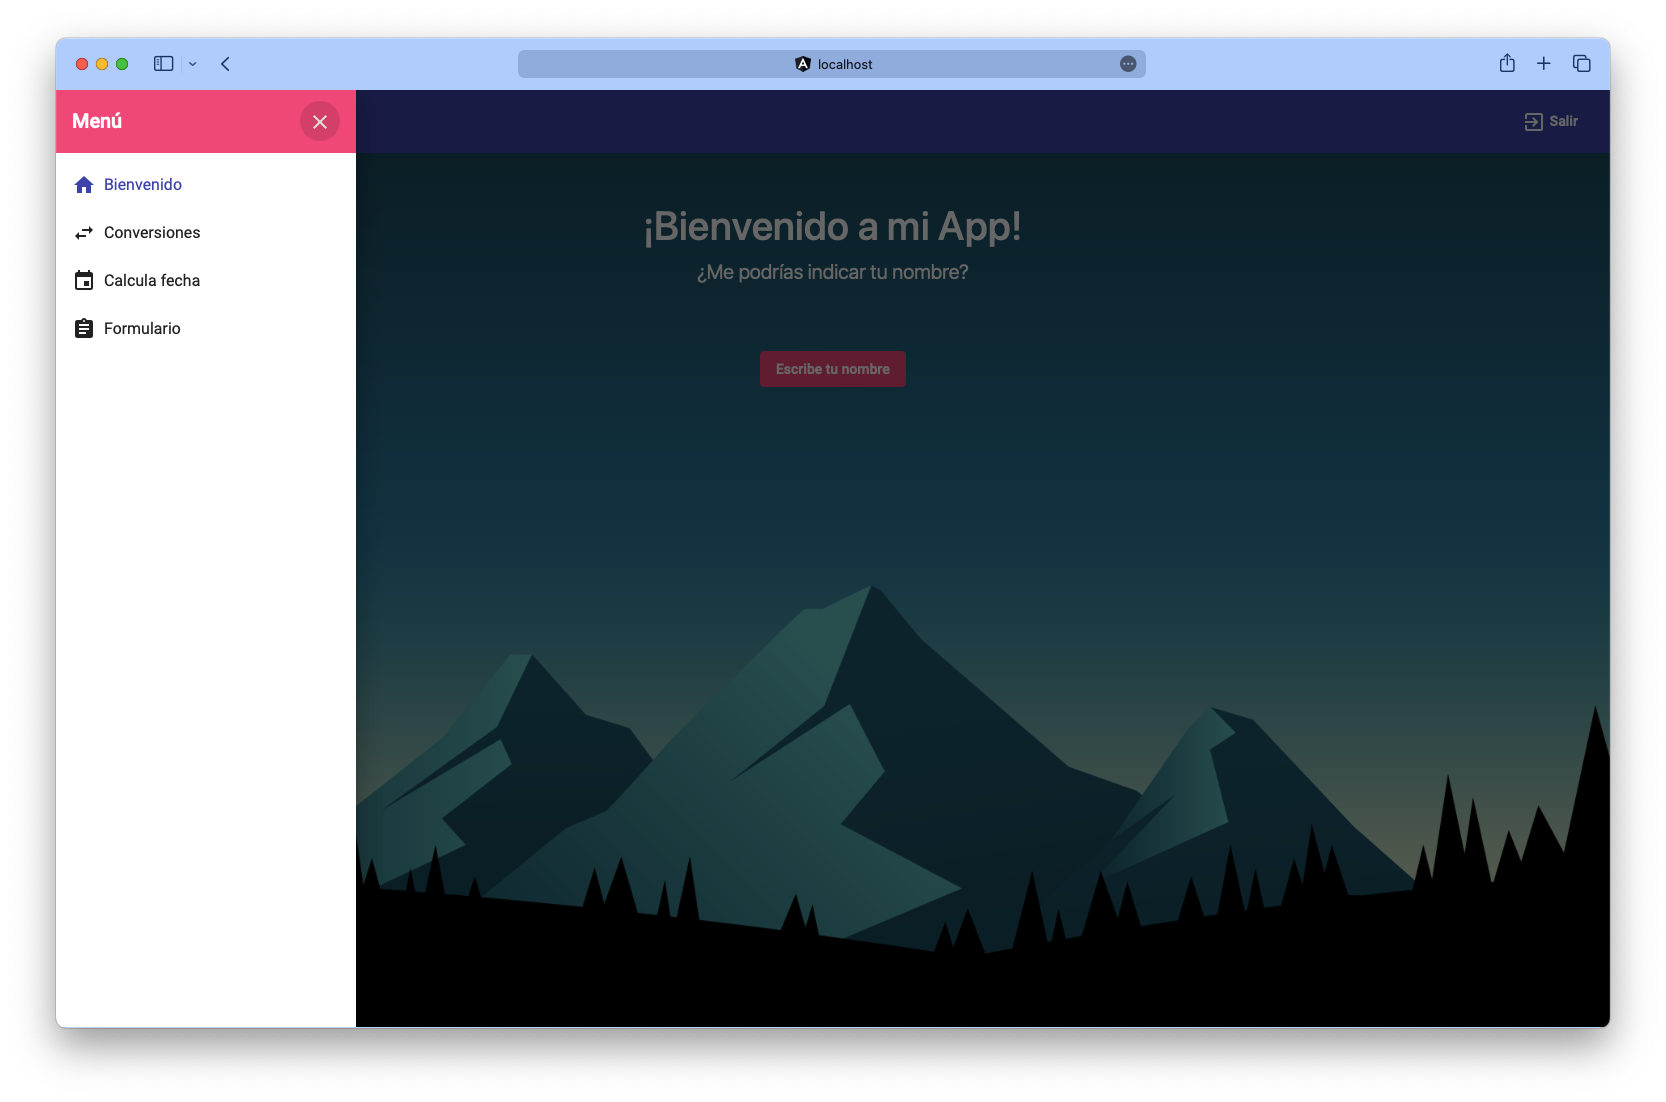 localhost
Menú
Salir
Bienvenido
Conversiones
Calcula fecha
Formulario
¡Bienvenido a mi App!
¿Me podrías indicar tu nombre?
Escribe tu nombre